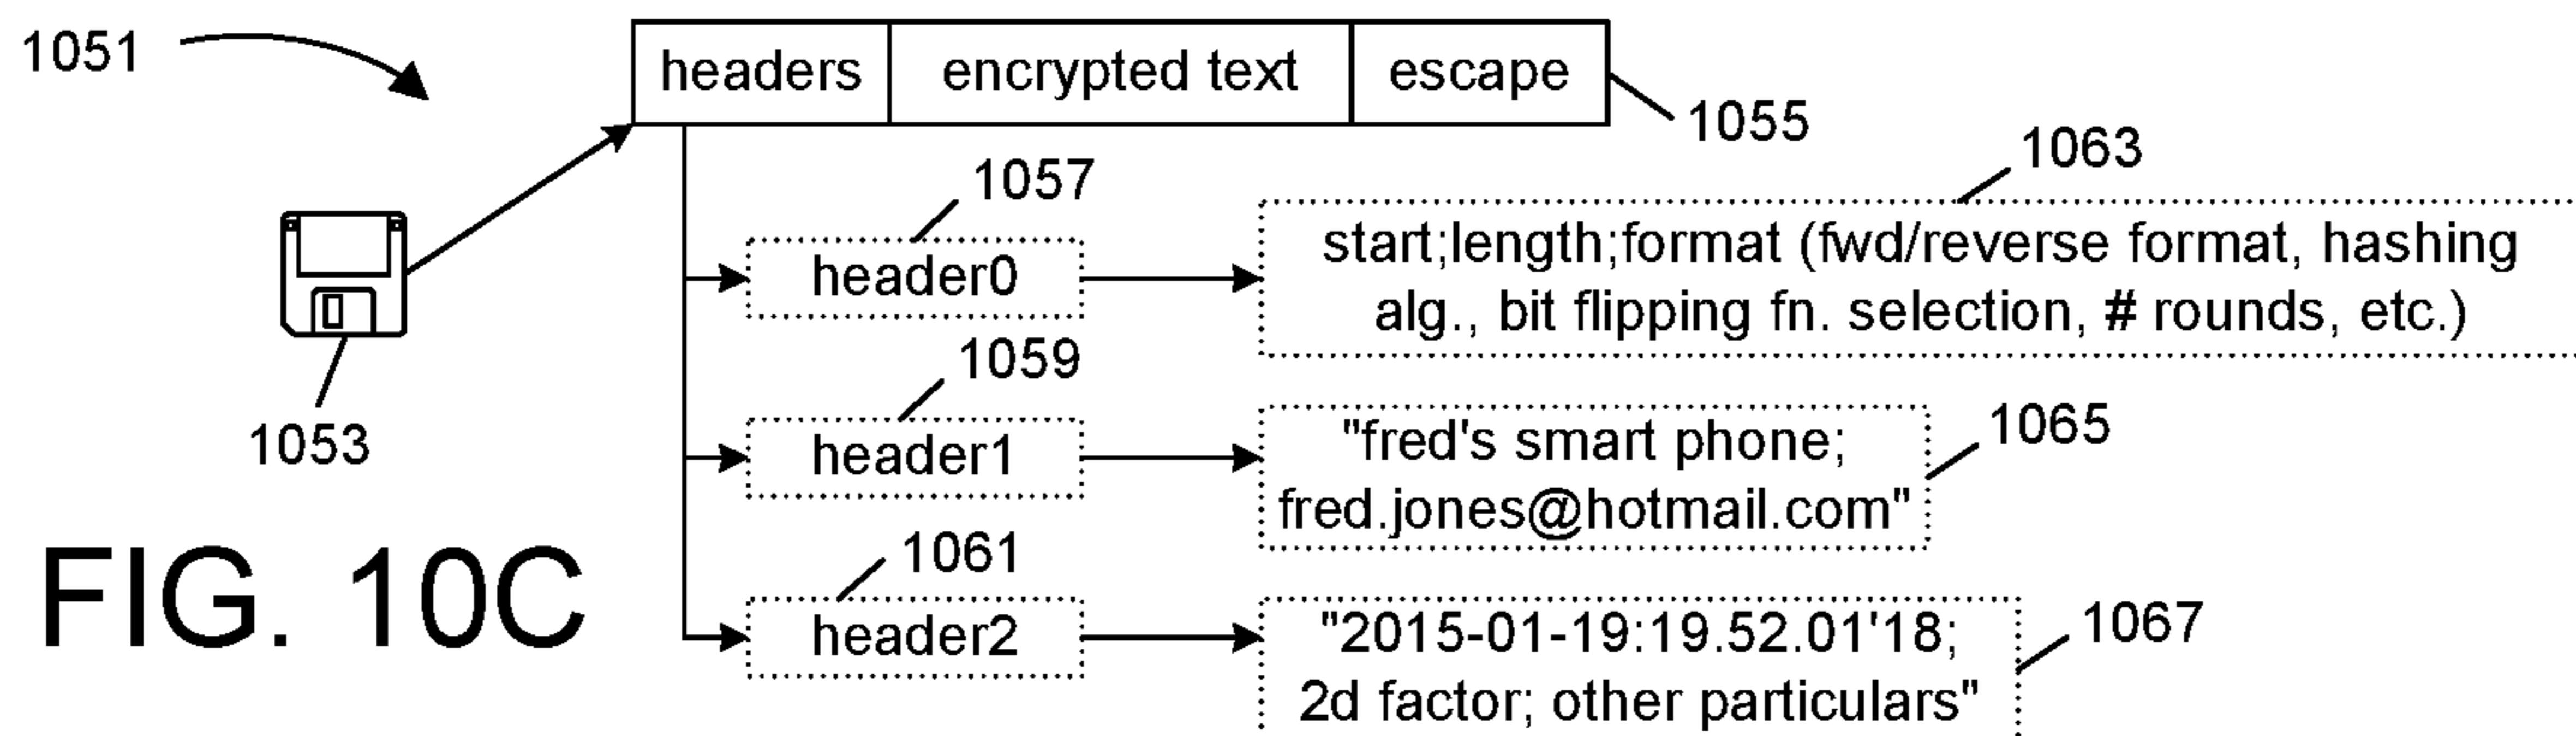 1051
headers encrypted text escape
1055
1063
1057
start;length;format (fwd/reverse format, hashing
alg., bit flipping fn. selection, # rounds, etc.)
header0
1059
1053
1065
"fred's smart phone;
fred.jones@hotmail.com"
header1
FIG. 10C
1061
1067
"2015-01-19:19.52.01'18;
2d factor; other particulars"
header2